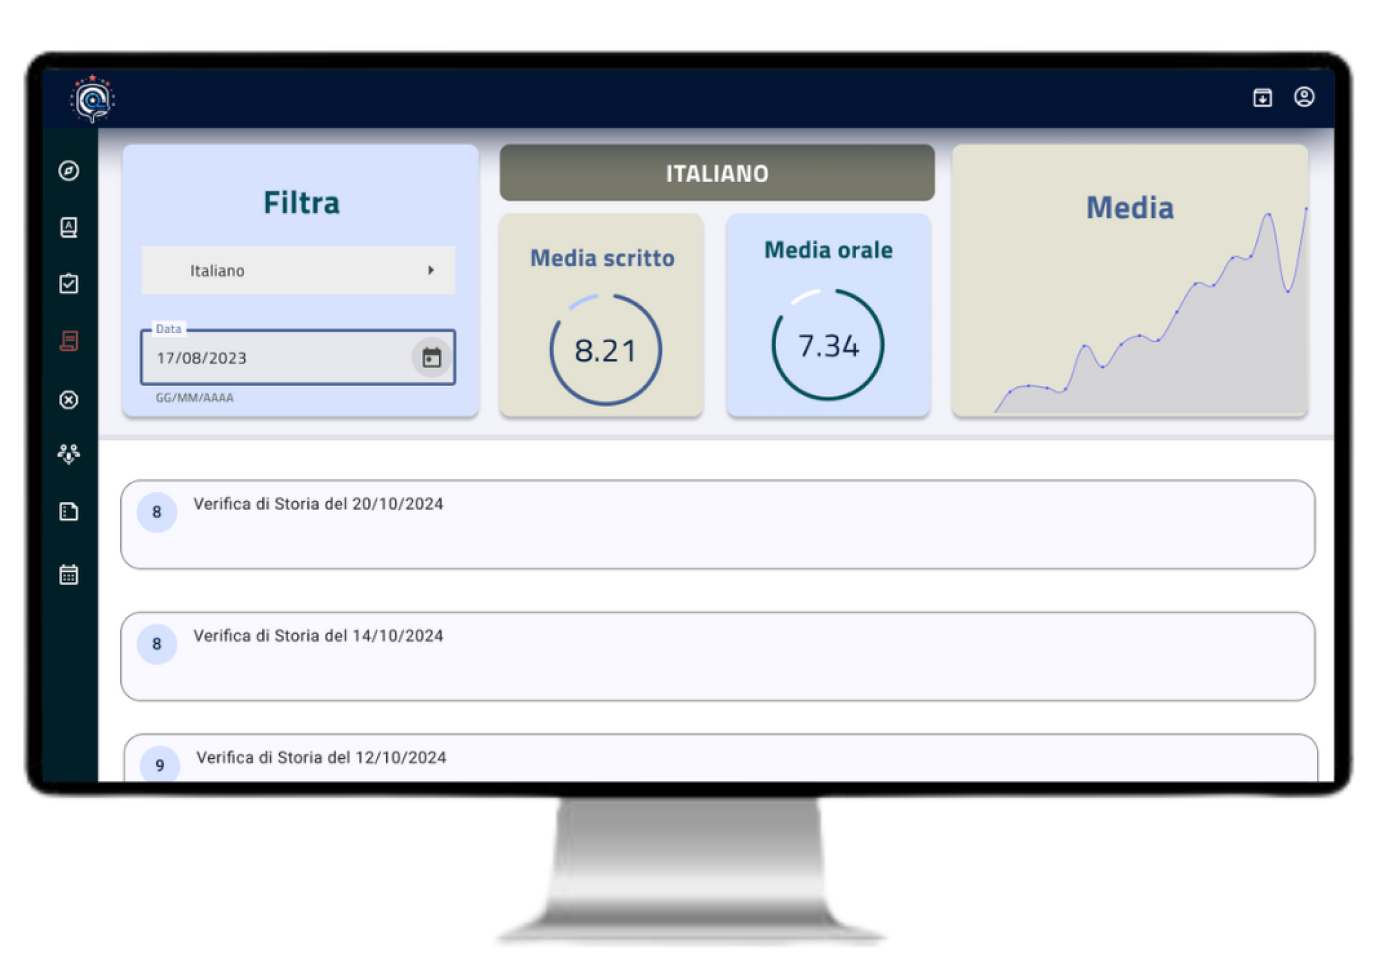 Filtra
Italiano
Data
17/08/2023
GG/MM/AAAA
ITALIANO
Media scritto
8.21
Media orale
7.34
Media
8
Verifica di Storia del 20/10/2024
8
Verifica di Storia del 14/10/2024
9
Verifica di Storia del 12/10/2024